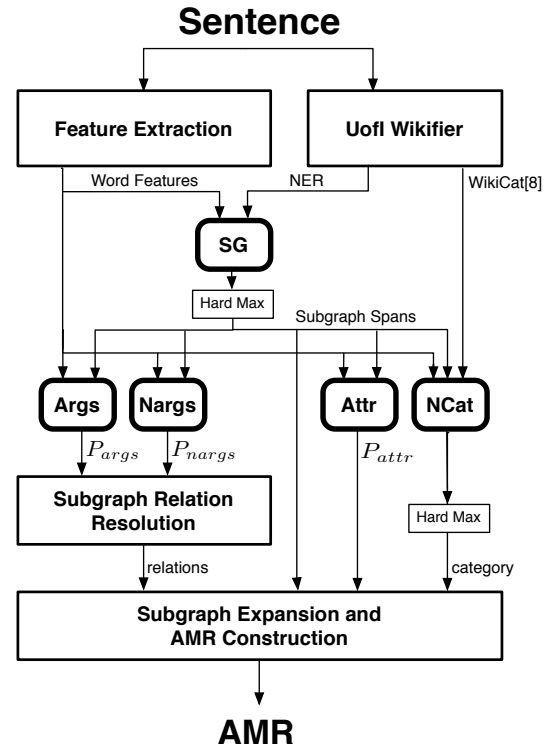 Sentence
Feature Extraction
UofI Wikifier
Word Features
NER
WikiCat[8]
SG
Hard Max
Subgraph Spans
Args
Nargs
Attr
NCat
P_args
P_nargs
P_attr
Subgraph Relation
Resolution
Hard Max
relations
category
Subgraph Expansion and
AMR Construction
AMR